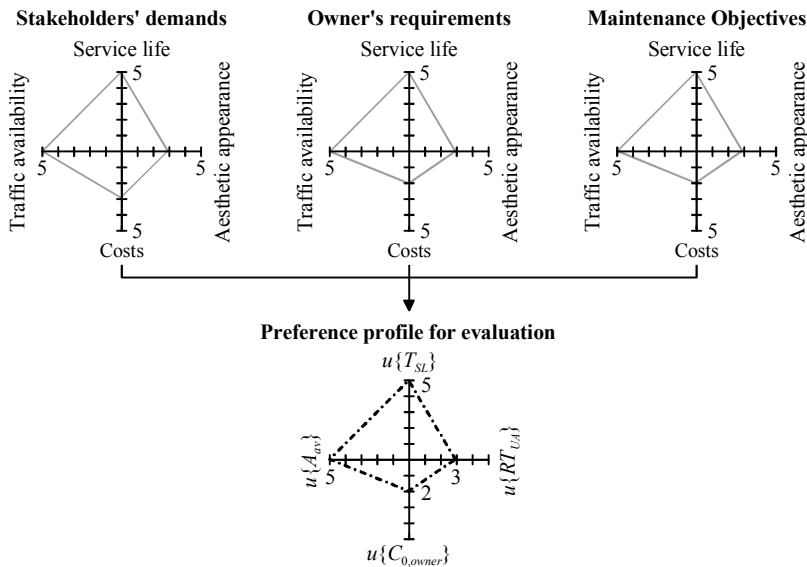 Stakeholders' demands
Service life
5
Traffic availability
5
5
Aesthetic appearance
5
Costs
Owner's requirements
Service life
5
Traffic availability
5
5
Aesthetic appearance
5
Costs
Maintenance Objectives
Service life
5
Traffic availability
5
5
Aesthetic appearance
5
Costs
Preference profile for evaluation
u{T_SL}
5
u{A_av}
5
3
u{RT_UA}
2
u{C_0,owner}